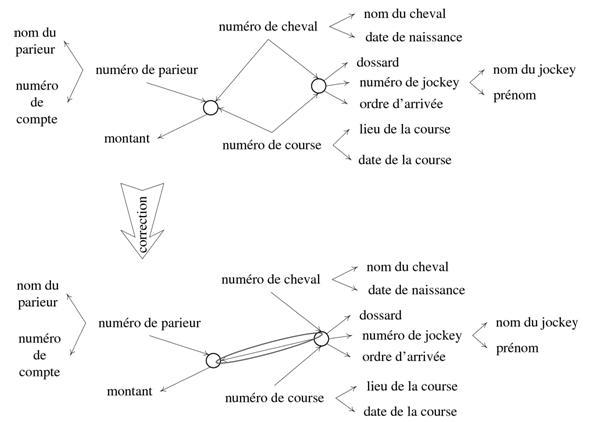 nom du cheval
numéro de cheval
date de naissance
nom du
parieur
dossard
numéro de parieur
numéro de jockey
nom du jockey
prénom
numéro
de
compte
ordre d'arrivée
lieu de la course
montant
numéro de course
date de la course
correction
nom du cheval
numéro de cheval
date de naissance
nom du
parieur
dossard
numéro de parieur
numéro de jockey
nom du jockey
prénom
numéro
de
compte
ordre d'arrivée
lieu de la course
montant
numéro de course
date de la course